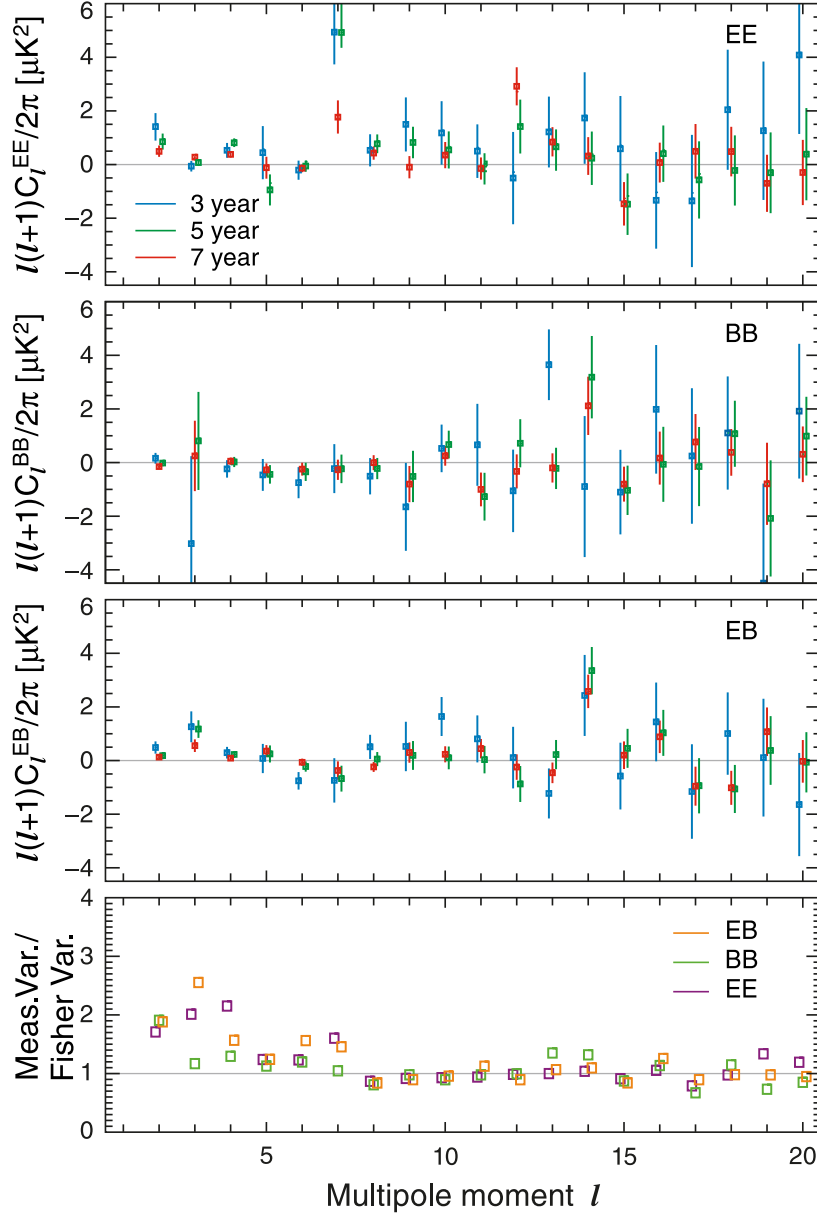 6
4
2
0
−2
−4
l(l+1)C_l^EE/2π [μK²]
EE
3 year
5 year
7 year
6
4
2
0
−2
−4
l(l+1)C_l^BB/2π [μK²]
BB
6
4
2
0
−2
−4
l(l+1)C_l^EB/2π [μK²]
EB
4
3
2
1
0
Meas.Var./
Fisher Var.
EB
BB
EE
5
10
15
20
Multipole moment l